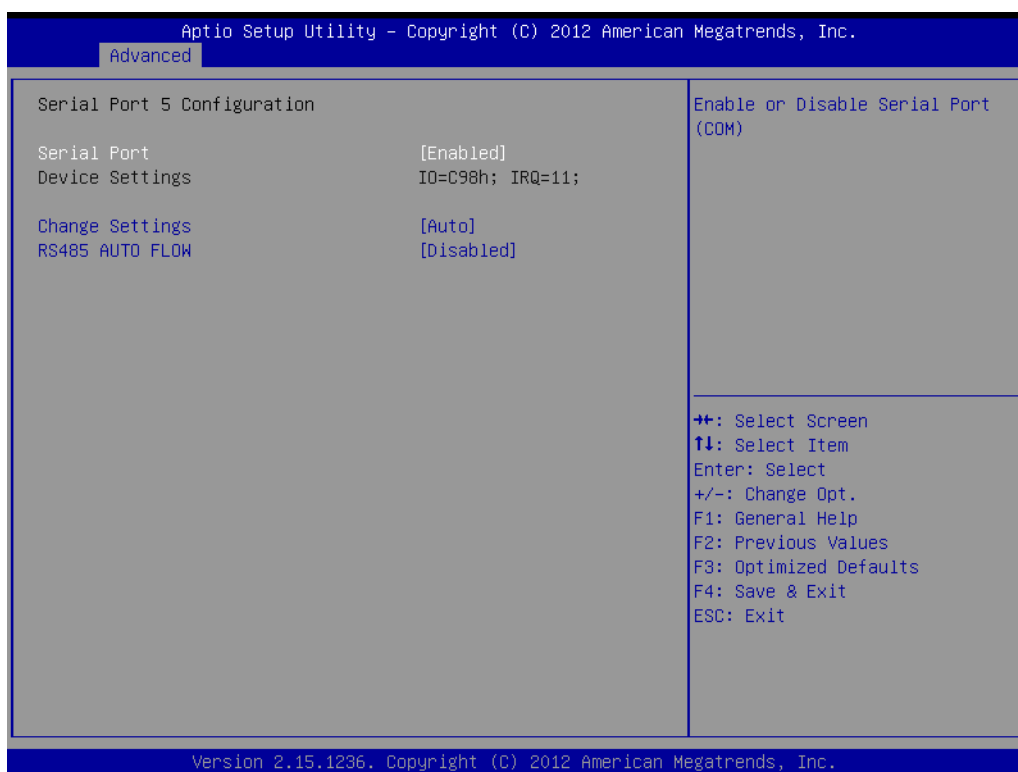 Aptio Setup Utility – Copyright (C) 2012 American Megatrends, Inc.
Advanced
Serial Port 5 Configuration
Serial Port [Enabled]
Device Settings IO=C98h; IRQ=11;
Change Settings [Auto]
RS485 AUTO FLOW [Disabled]
Enable or Disable Serial Port
(COM)
→←: Select Screen
↑↓: Select Item
Enter: Select
+/-: Change Opt.
F1: General Help
F2: Previous Values
F3: Optimized Defaults
F4: Save & Exit
ESC: Exit
Version 2.15.1236. Copyright (C) 2012 American Megatrends, Inc.